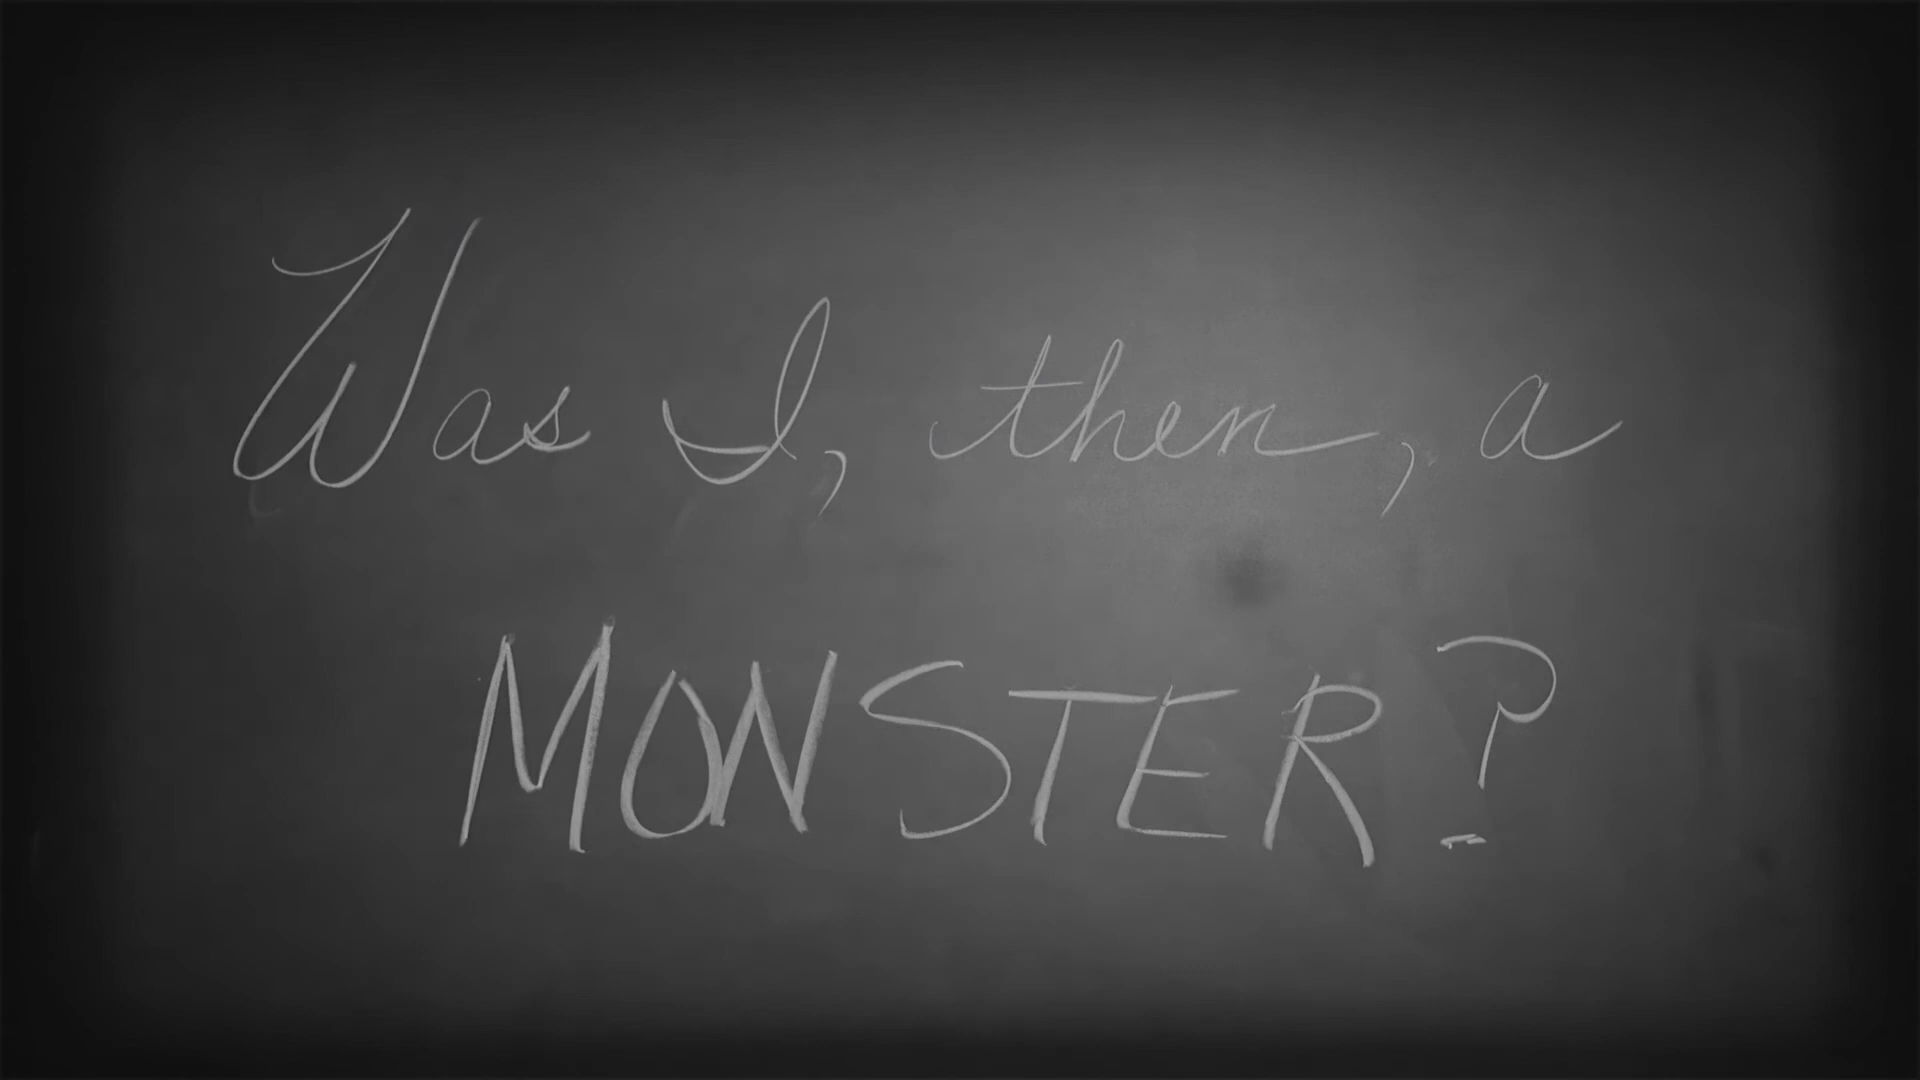 Was I, then, a
MONSTER?